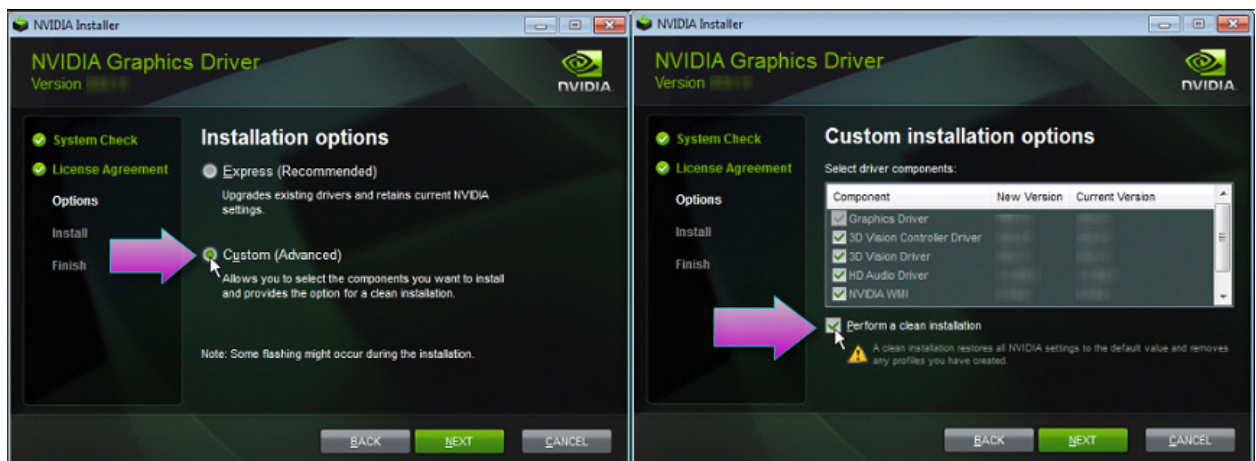 NVIDIA Installer
NVIDIA Graphics Driver
Version
NVIDIA
System Check
License Agreement
Options
Install
Finish
Installation options
Express (Recommended)
Upgrades existing drivers and retains current NVIDIA
settings.
Custom (Advanced)
Allows you to select the components you want to install
and provides the option for a clean installation.
Note: Some flashing might occur during the installation.
BACK
NEXT
CANCEL
NVIDIA Installer
NVIDIA Graphics Driver
Version
NVIDIA
System Check
License Agreement
Options
Install
Finish
Custom installation options
Select driver components:
Component New Version Current Version
Graphics Driver
3D Vision Controller Driver
3D Vision Driver
HD Audio Driver
NVIDIA WMI
Perform a clean installation
A clean installation restores all NVIDIA settings to the default value and removes
any profiles you have created.
BACK
NEXT
CANCEL